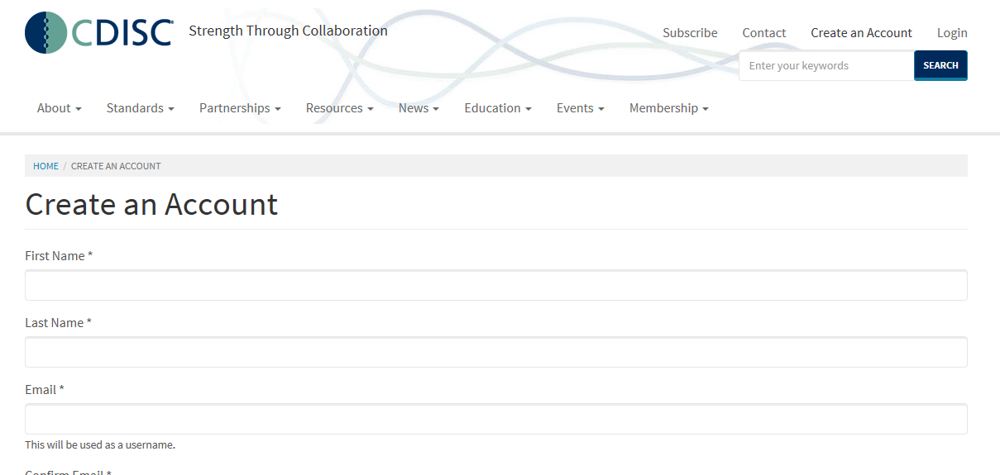 CDISC
Strength Through Collaboration
Subscribe Contact Create an Account Login
Enter your keywords SEARCH
About Standards Partnerships Resources News Education Events Membership
HOME / CREATE AN ACCOUNT
Create an Account
First Name *
Last Name *
Email *
This will be used as a username.
Confirm Email *